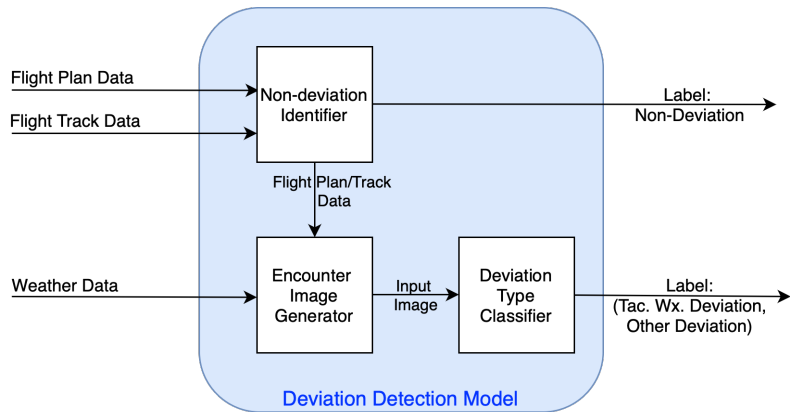 Flight Plan Data
Flight Track Data
Non-deviation
Identifier
Label:
Non-Deviation
Flight Plan/Track
Data
Weather Data
Encounter
Image
Generator
Input
Image
Deviation
Type
Classifier
Label:
(Tac. Wx. Deviation,
Other Deviation)
Deviation Detection Model